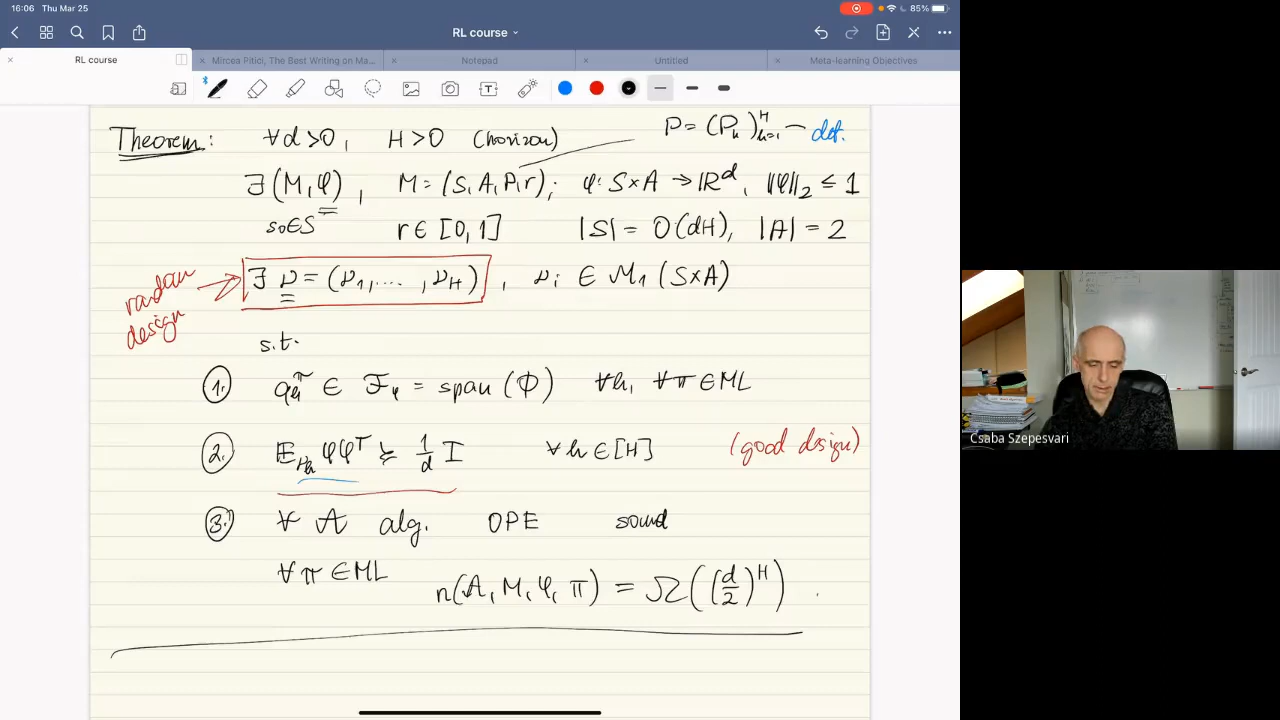 16:06 Thu Mar 25
85%
RL course
RL course
Mircea Pitici, The Best Writing on Ma...
Notepad
Untitled
Meta-learning Objectives
Theorem: ∀d>0, H>0 (horizon) P=(P_h)_{h=1}^H — det.
∃(M,φ), M=(S,A,P,r); φ: S×A→ℝ^d, ‖φ‖₂ ≤ 1
s₀∈S r∈[0,1] |S|=O(dH), |A|=2
random design
∃ ν=(ν₁,...,ν_H), ν_i ∈ M₁(S×A)
s.t.
1. q_h^π ∈ F_φ = span(Φ) ∀h, ∀π∈ML
2. E_{ν_h} φφ^T ⪰ 1/d I ∀h∈[H] (good design)
3. ∀ A alg. OPE sound
∀π∈ML n(A,M,φ,π) = Ω((d/2)^H)
Csaba Szepesvari